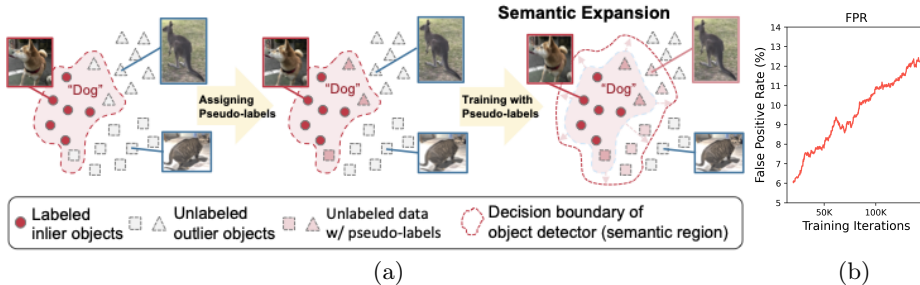 Semantic Expansion
"Dog"
Assigning
Pseudo-labels
"Dog"
Training with
Pseudo-labels
"Dog"
Labeled
inlier objects
Unlabeled
outlier objects
Unlabeled data
w/ pseudo-labels
Decision boundary of
object detector (semantic region)
(a)
FPR
False Positive Rate (%)
14
13
12
11
10
9
8
7
6
5
50K
100K
Training Iterations
(b)